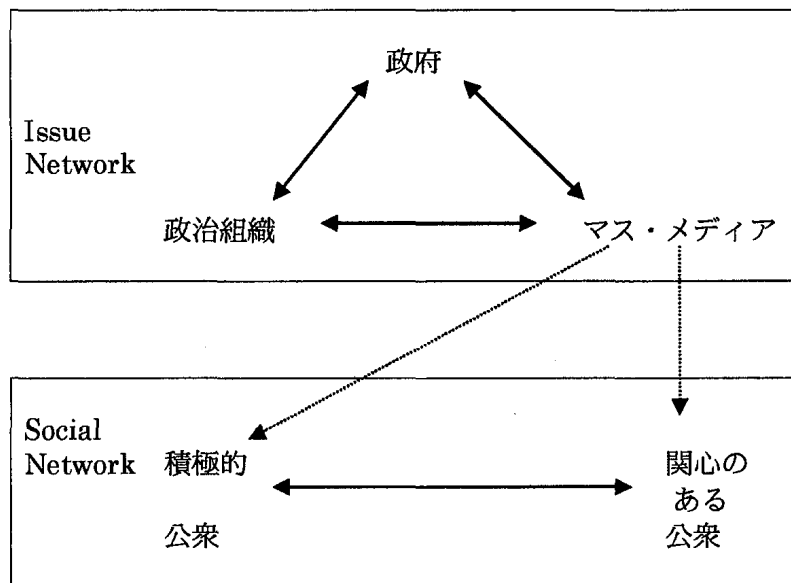 政府
Issue
Network
政治組織
マス・メディア
Social
Network
積極的
公衆
関心の
ある
公衆